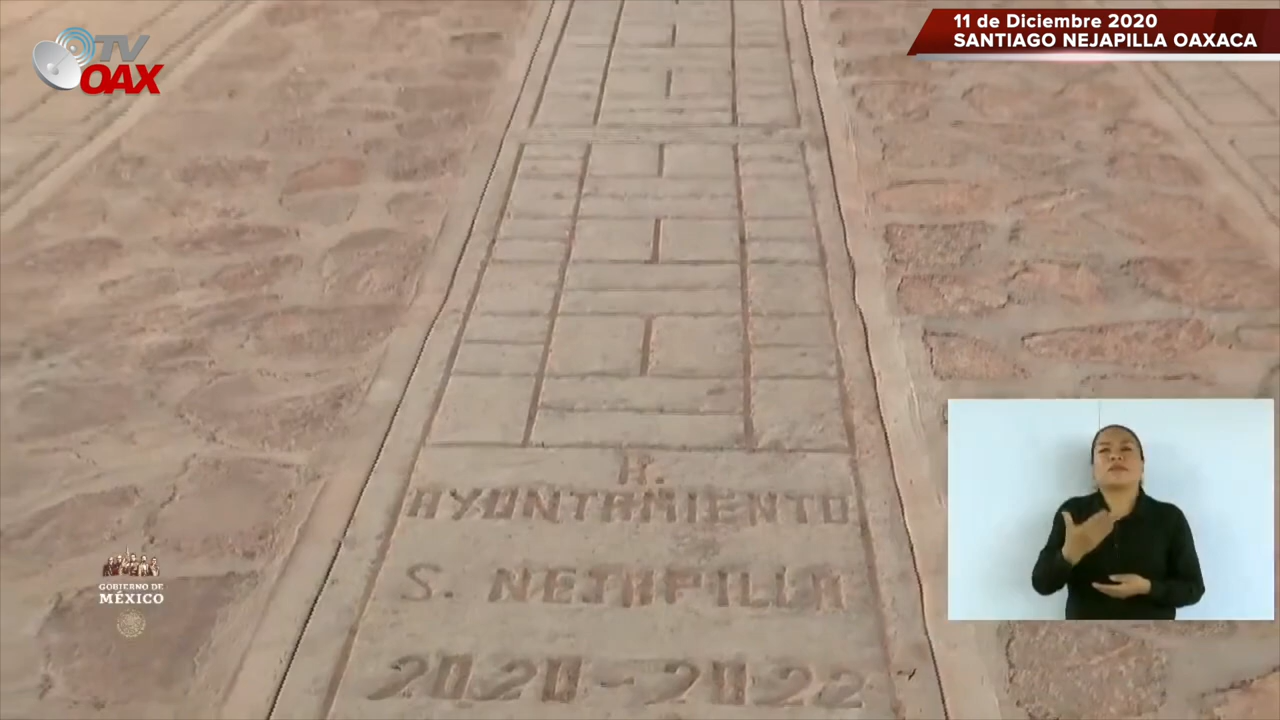 TV
OAX
11 de Diciembre 2020
SANTIAGO NEJAPILLA OAXACA
H.
AYUNTAMIENTO
S. NEJAPILLA
2020-2022
GOBIERNO DE
MÉXICO